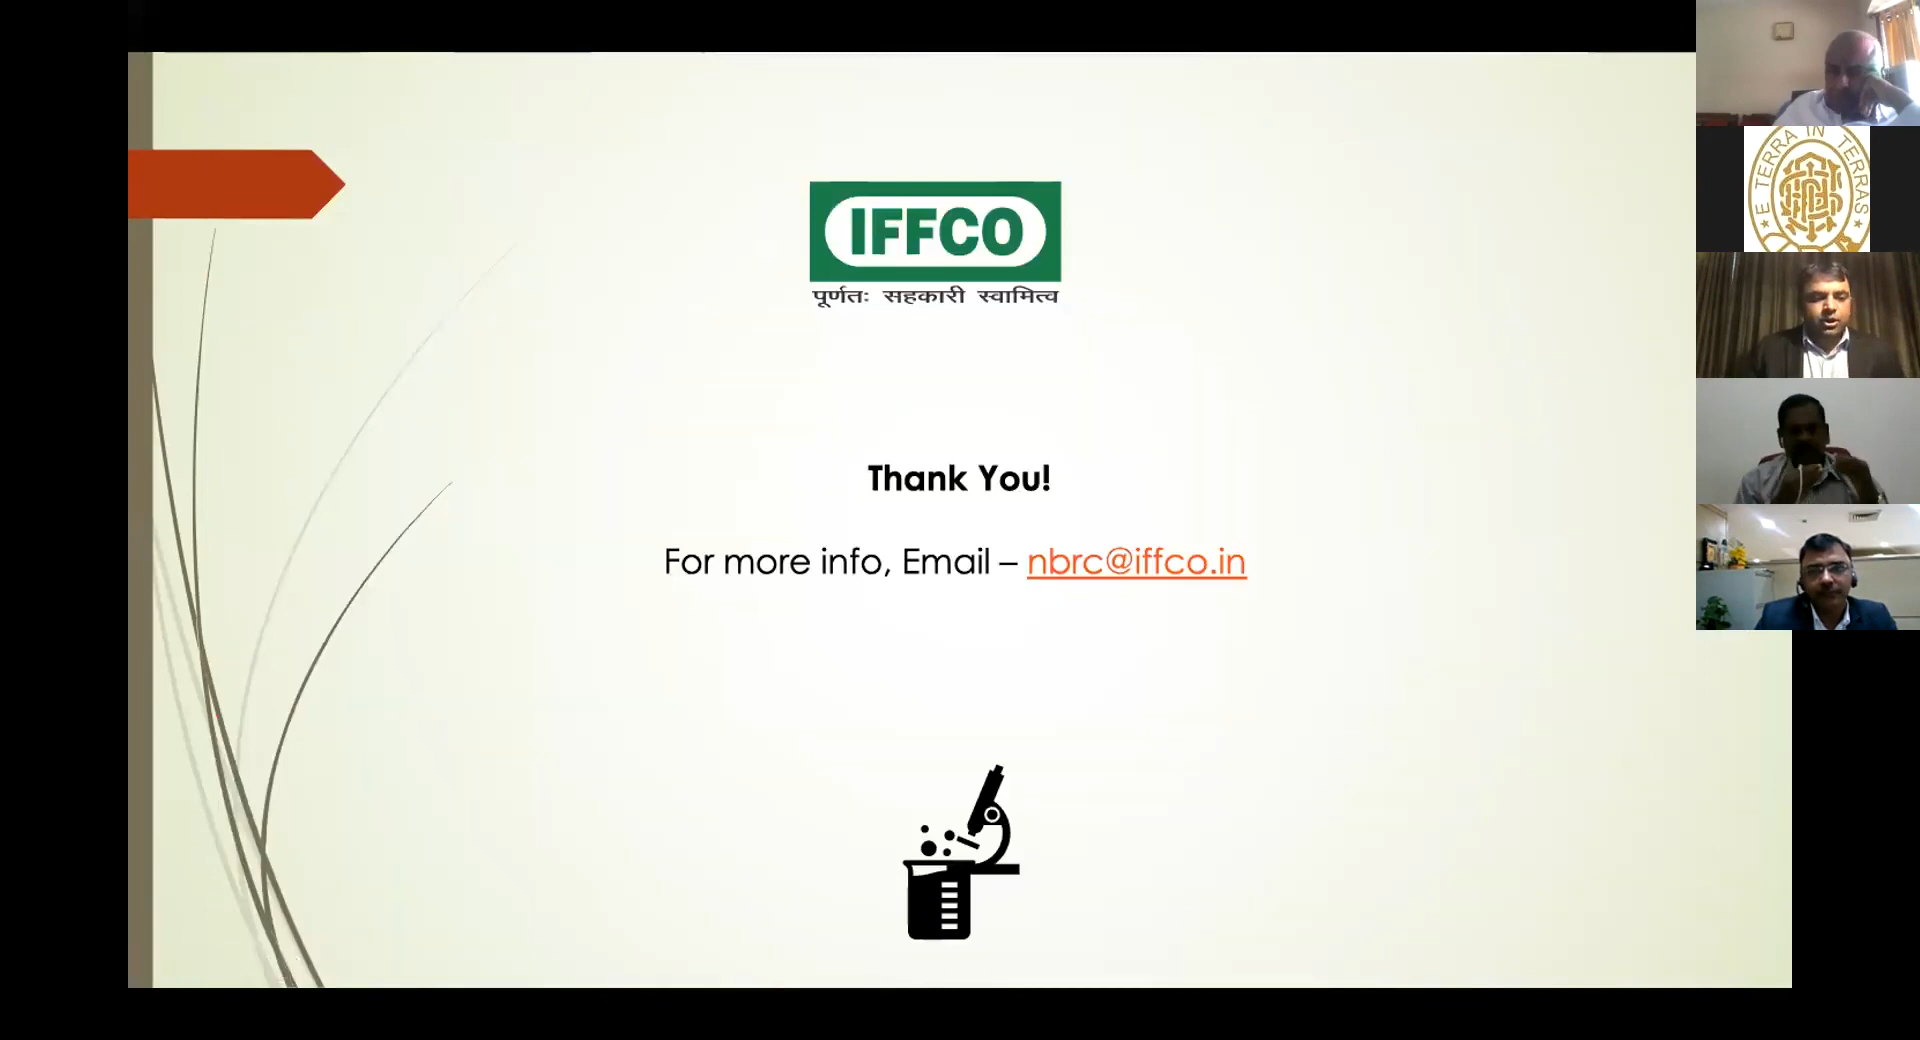 IFFCO
पूर्णतः सहकारी स्वामित्व
Thank You!
For more info, Email – nbrc@iffco.in
E TERRA IN TERRAS